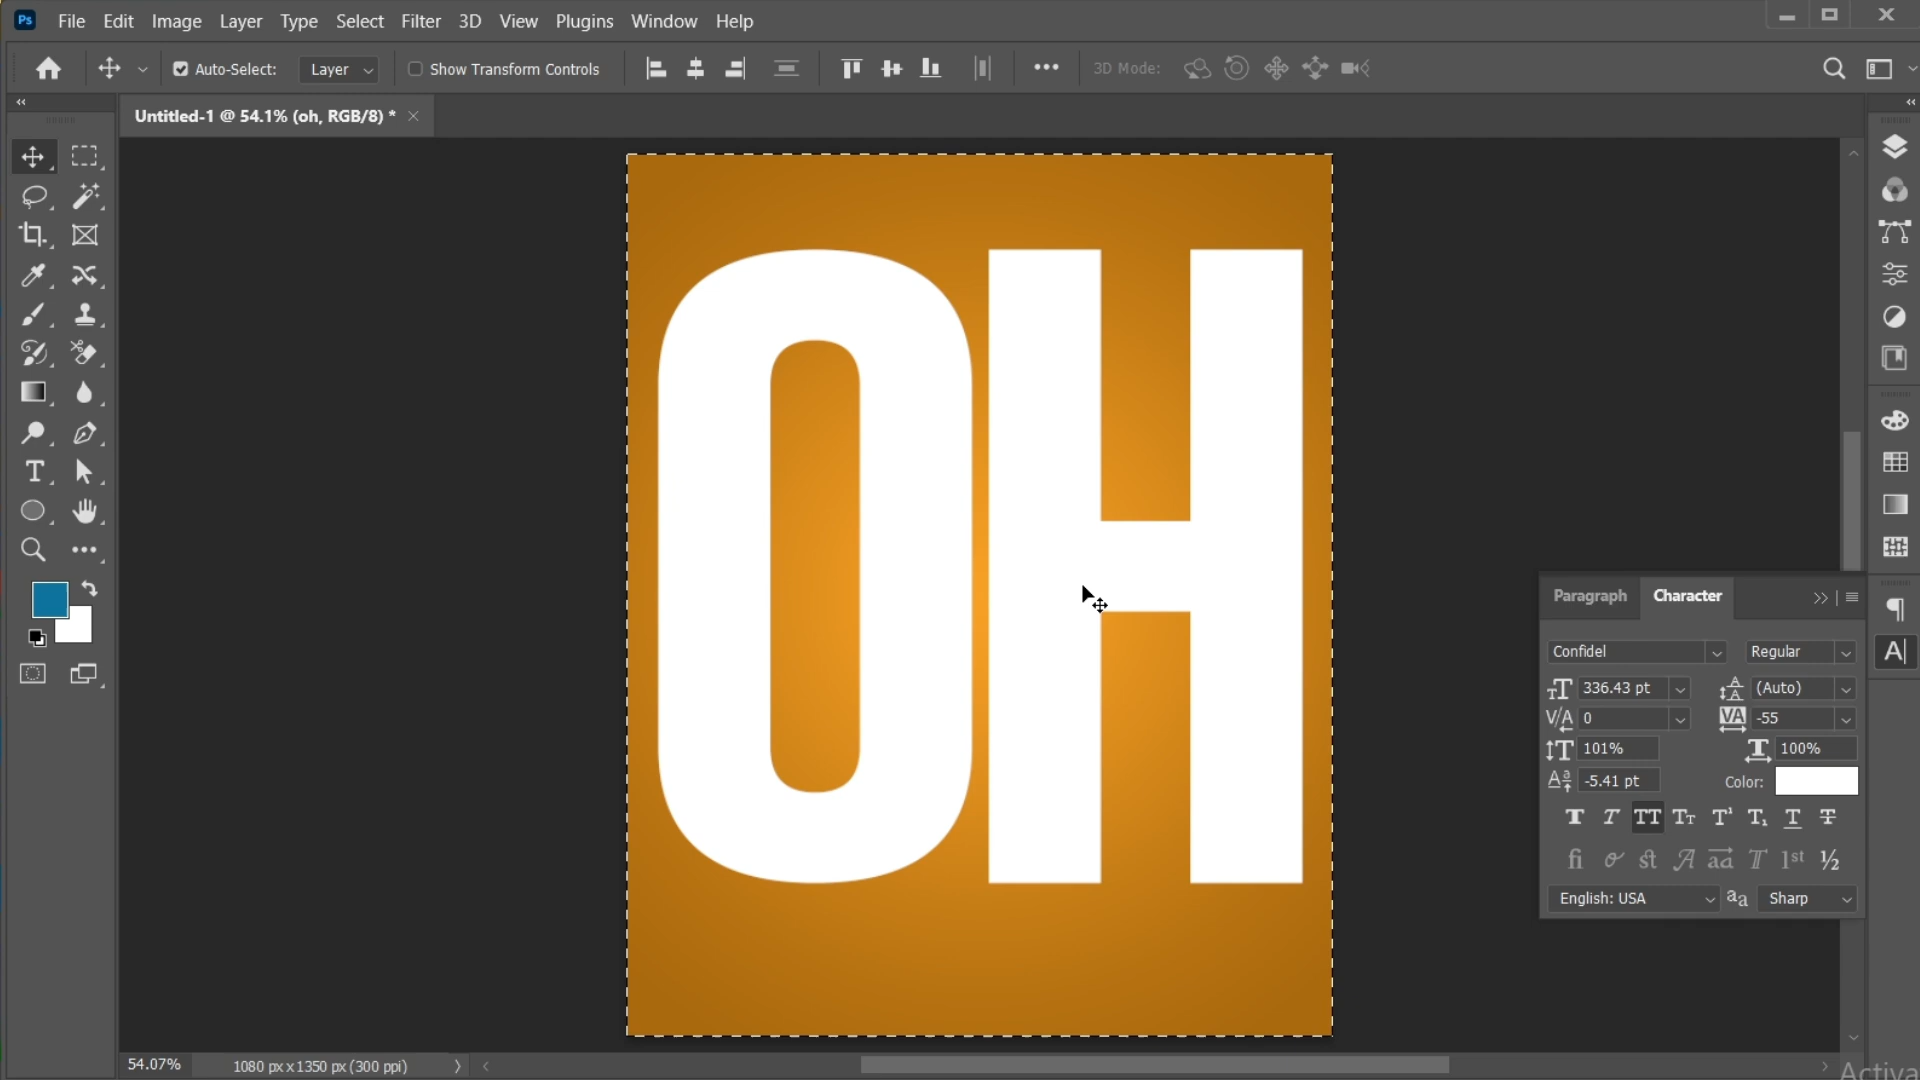 Ps File Edit Image Layer Type Select Filter 3D View Plugins Window Help
Auto-Select: Layer Show Transform Controls 3D Mode:
Untitled-1 @ 54.1% (oh, RGB/8) *
OH
Paragraph Character
Confidel Regular
336.43 pt (Auto)
0 -55
101% 100%
-5.41 pt Color:
English: USA Sharp
54.07% 1080 px x 1350 px (300 ppi)